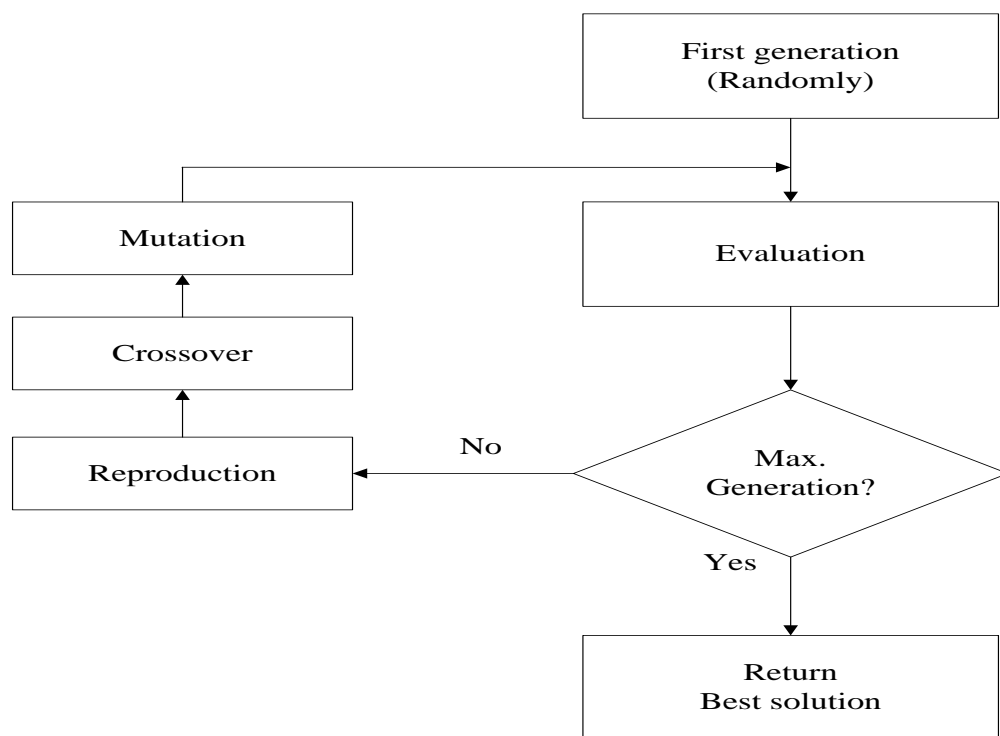 First generation
(Randomly)
Mutation
Evaluation
Crossover
No
Reproduction
Max.
Generation?
Yes
Return
Best solution